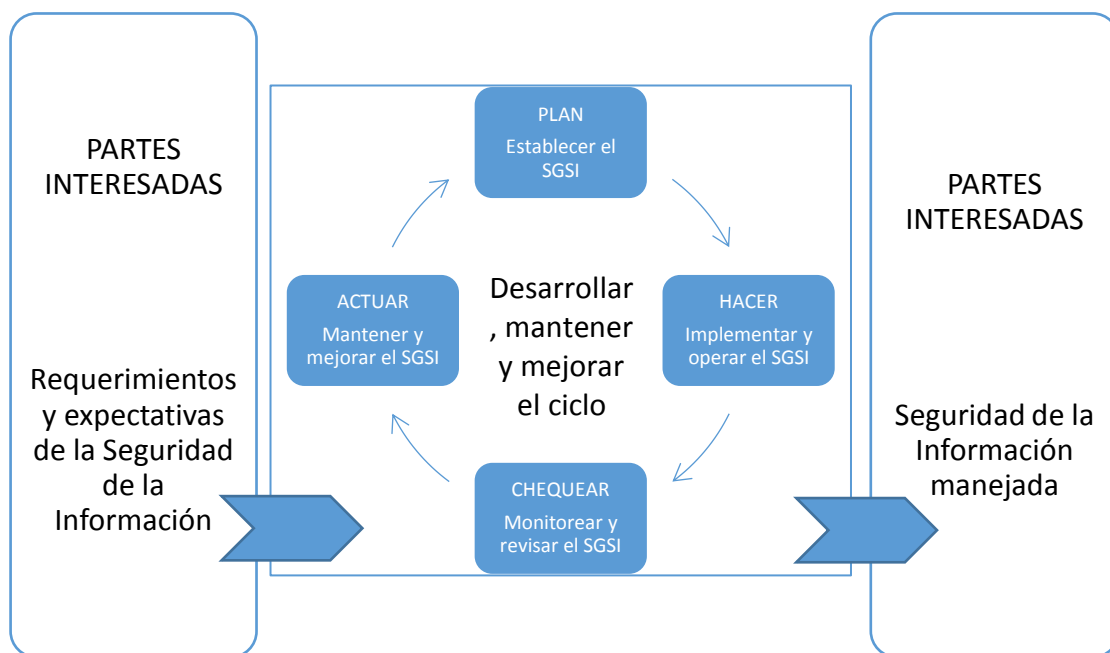 PARTES
INTERESADAS
Requerimientos
y expectativas
de la Seguridad
de la
Información
PLAN
Establecer el
SGSI
ACTUAR
Mantener y
mejorar el SGSI
Desarrollar
, mantener
y mejorar
el ciclo
HACER
Implementar y
operar el SGSI
CHEQUEAR
Monitorear y
revisar el SGSI
PARTES
INTERESADAS
Seguridad de la
Información
manejada